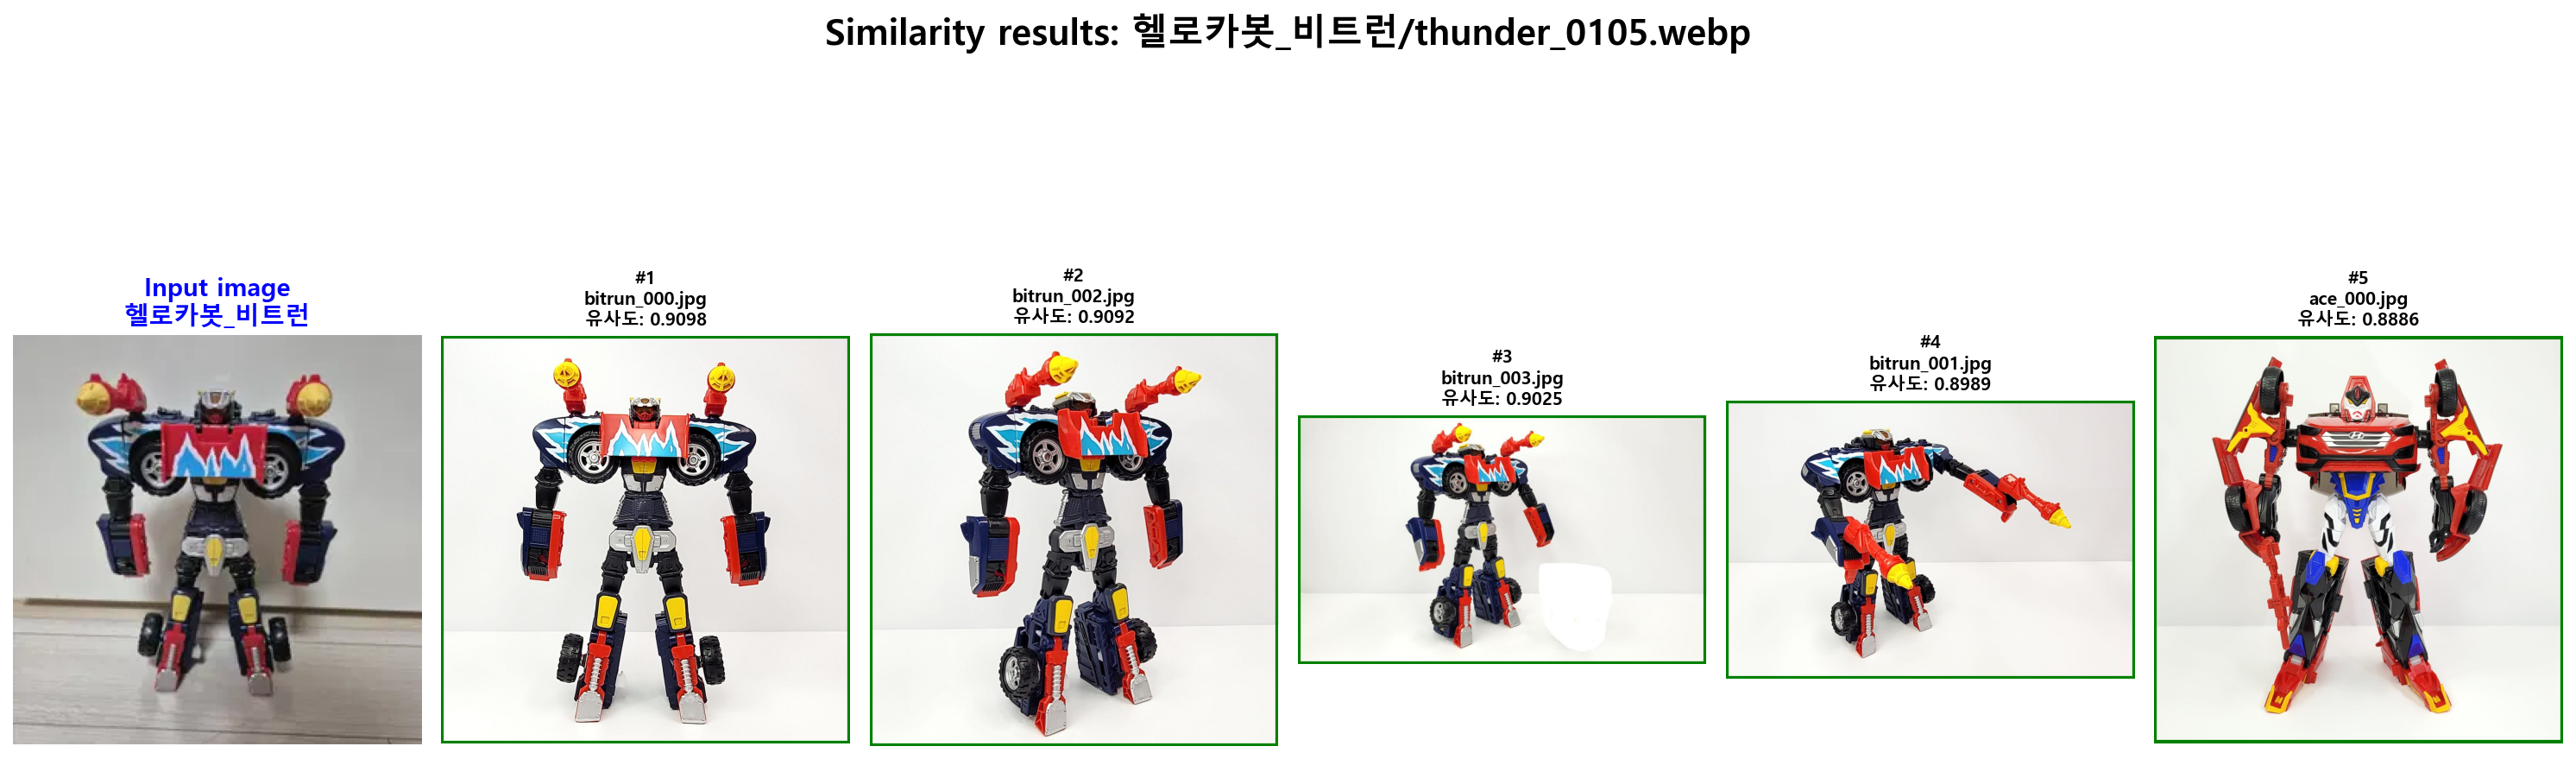 Similarity results: 헬로카봇_비트런/thunder_0105.webp
Input image
헬로카봇_비트런
#1
bitrun_000.jpg
유사도: 0.9098
#2
bitrun_002.jpg
유사도: 0.9092
#3
bitrun_003.jpg
유사도: 0.9025
#4
bitrun_001.jpg
유사도: 0.8989
#5
ace_000.jpg
유사도: 0.8886